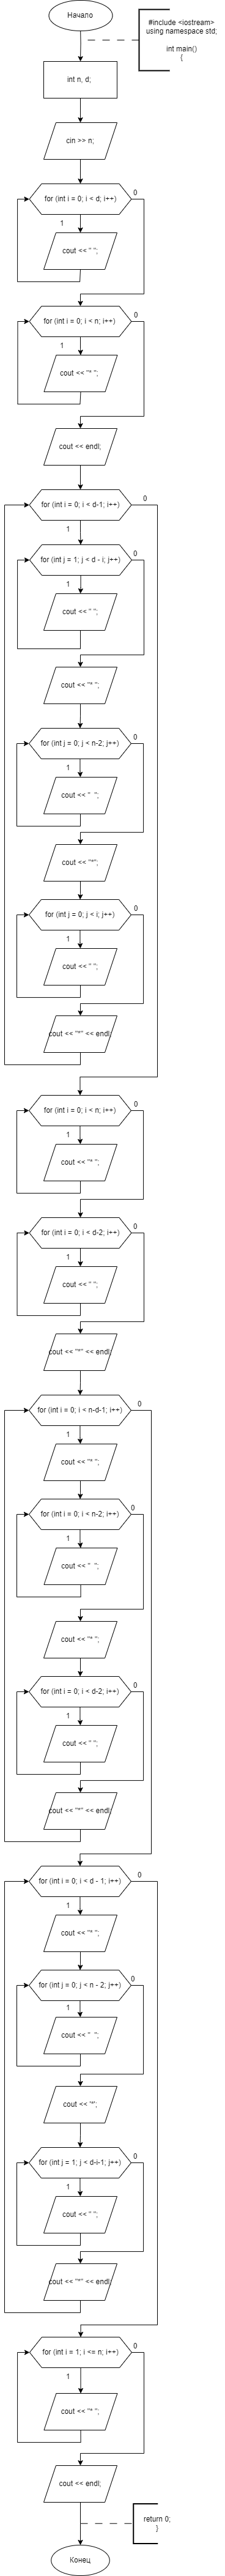 Начало
#include <iostream>
using namespace std;
int main()
{
int n, d;
cin >> n;
for (int i = 0; i < d; i++)
0
1
cout << " ";
for (int i = 0; i < n; i++)
0
1
cout << "* ";
cout << endl;
for (int i = 0; i < d-1; i++)
0
1
for (int j = 1; j < d - i; j++)
0
1
cout << " ";
cout << "* ";
for (int j = 0; j < n-2; j++)
0
1
cout << "  ";
cout << "*";
for (int j = 0; j < i; j++)
0
1
cout << " ";
cout << "*" << endl;
for (int i = 0; i < n; i++)
0
1
cout << "* ";
for (int i = 0; i < d-2; i++)
0
1
cout << " ";
cout << "*" << endl;
for (int i = 0; i < n-d-1; i++)
0
1
cout << "* ";
for (int i = 0; i < n-2; i++)
0
1
cout << "  ";
cout << "* ";
for (int i = 0; i < d-2; i++)
0
1
cout << " ";
cout << "*" << endl;
for (int i = 0; i < d - 1; i++)
0
1
cout << "* ";
for (int j = 0; j < n - 2; j++)
0
1
cout << "  ";
cout << "*";
for (int j = 1; j < d-i-1; j++)
0
1
cout << " ";
cout << "*" << endl;
for (int i = 1; i <= n; i++)
0
1
cout << "* ";
cout << endl;
return 0;
}
Конец